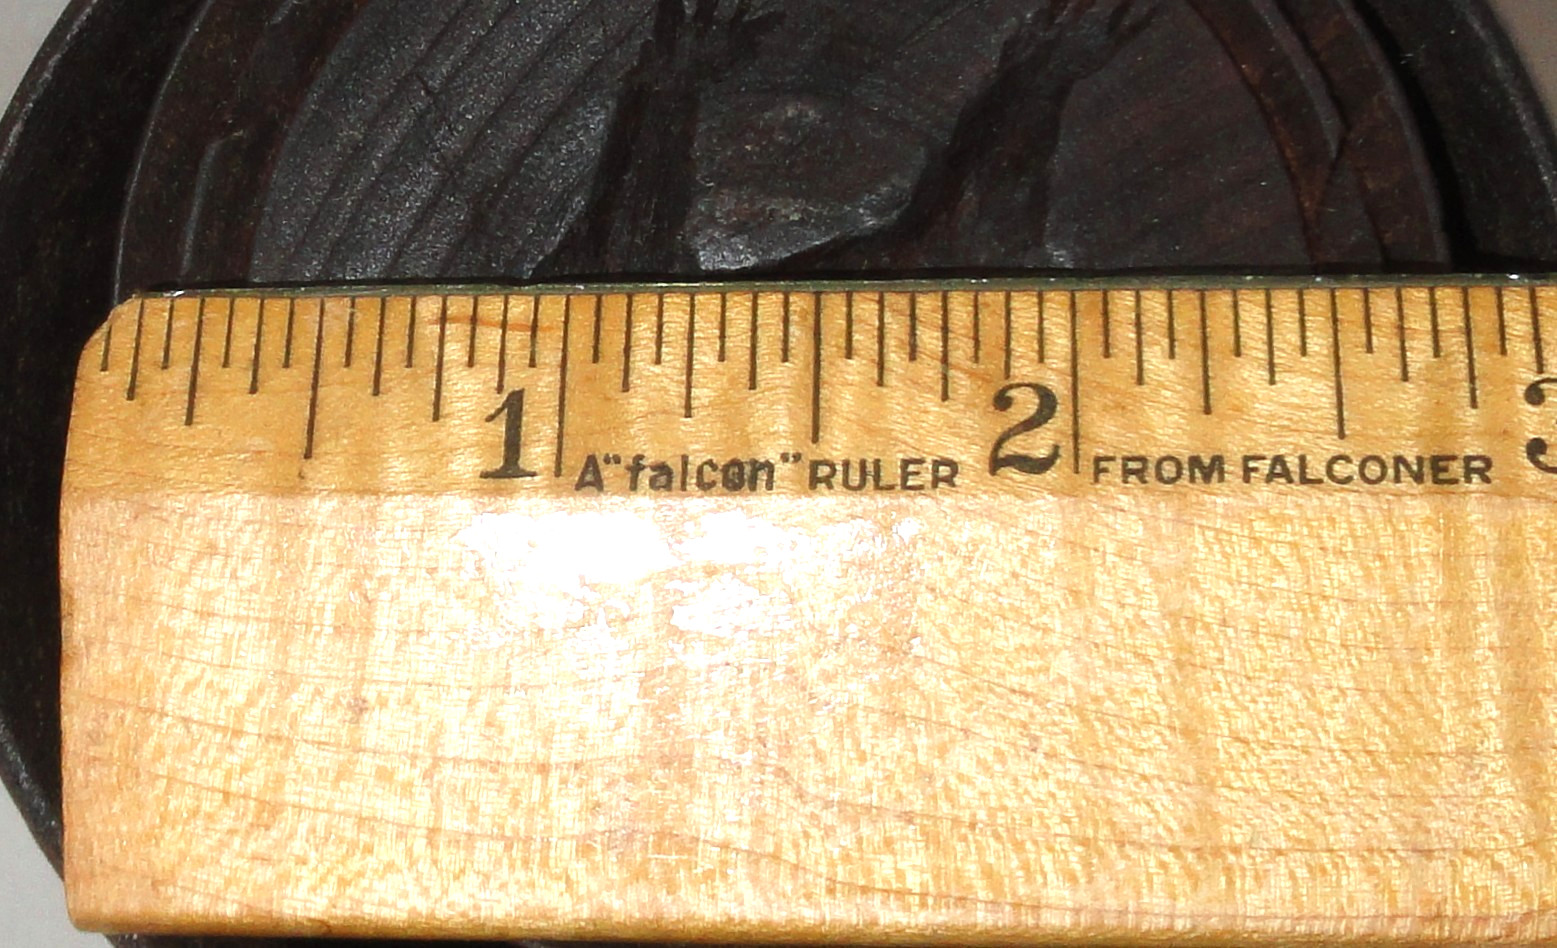 1 A "falcon" RULER 2 FROM FALCONER 3